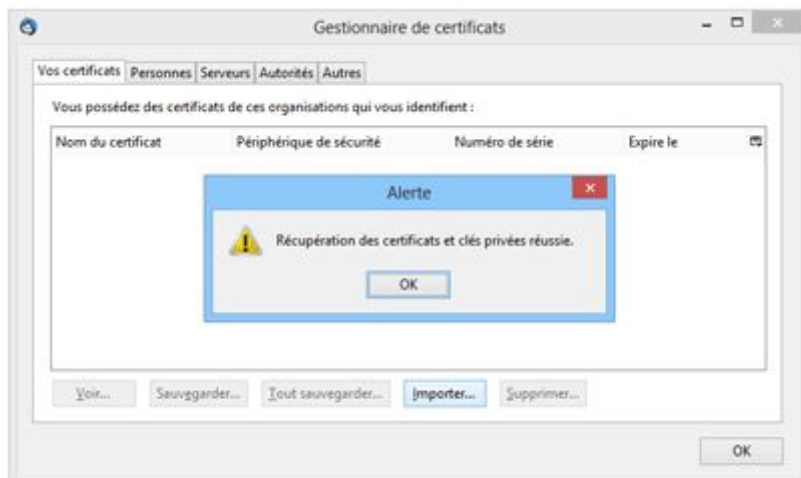 Gestionnaire de certificats
Vos certificats Personnes Serveurs Autorités Autres
Vous possédez des certificats de ces organisations qui vous identifient :
Nom du certificat Périphérique de sécurité Numéro de série Expire le
Alerte
Récupération des certificats et clés privées réussie.
OK
Voir... Sauvegarder... Tout sauvegarder... Importer... Supprimer...
OK